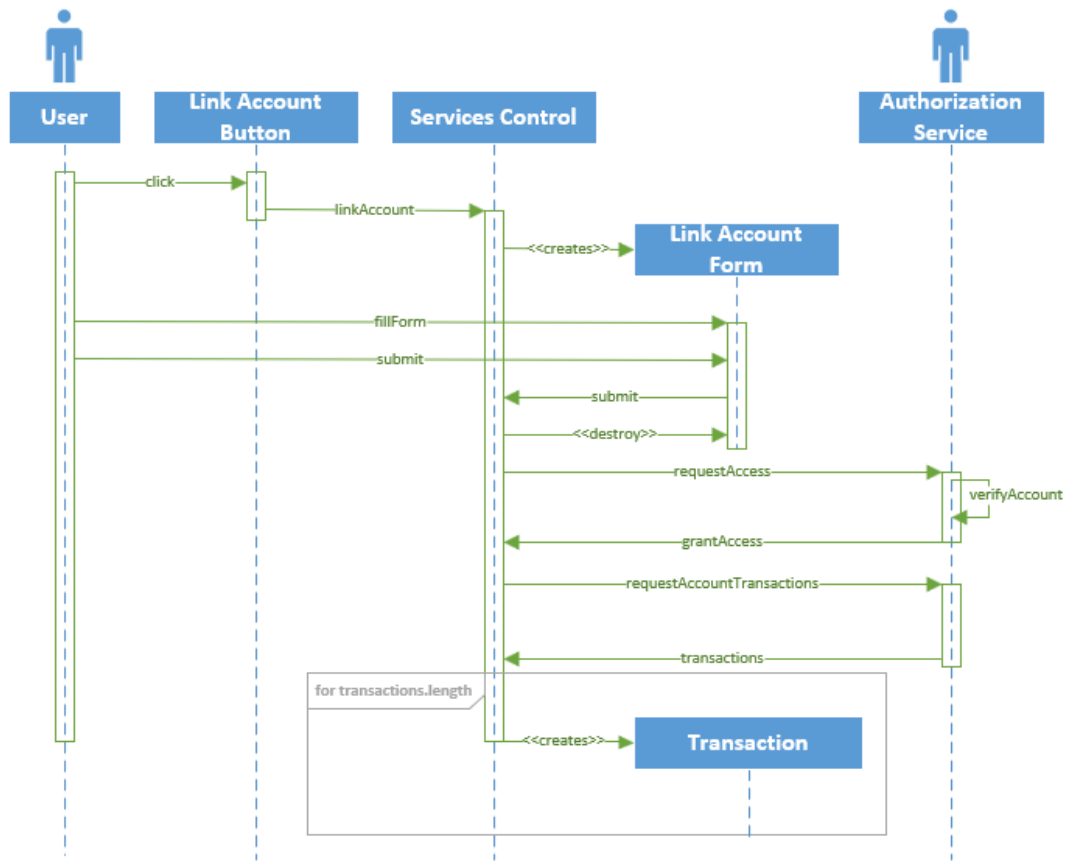 User
Link Account
Button
Services Control
Authorization
Service
click
linkAccount
<<creates>>
Link Account
Form
fillForm
submit
submit
<<destroy>>
requestAccess
verifyAccount
grantAccess
requestAccountTransactions
transactions
for transactions.length
<<creates>>
Transaction